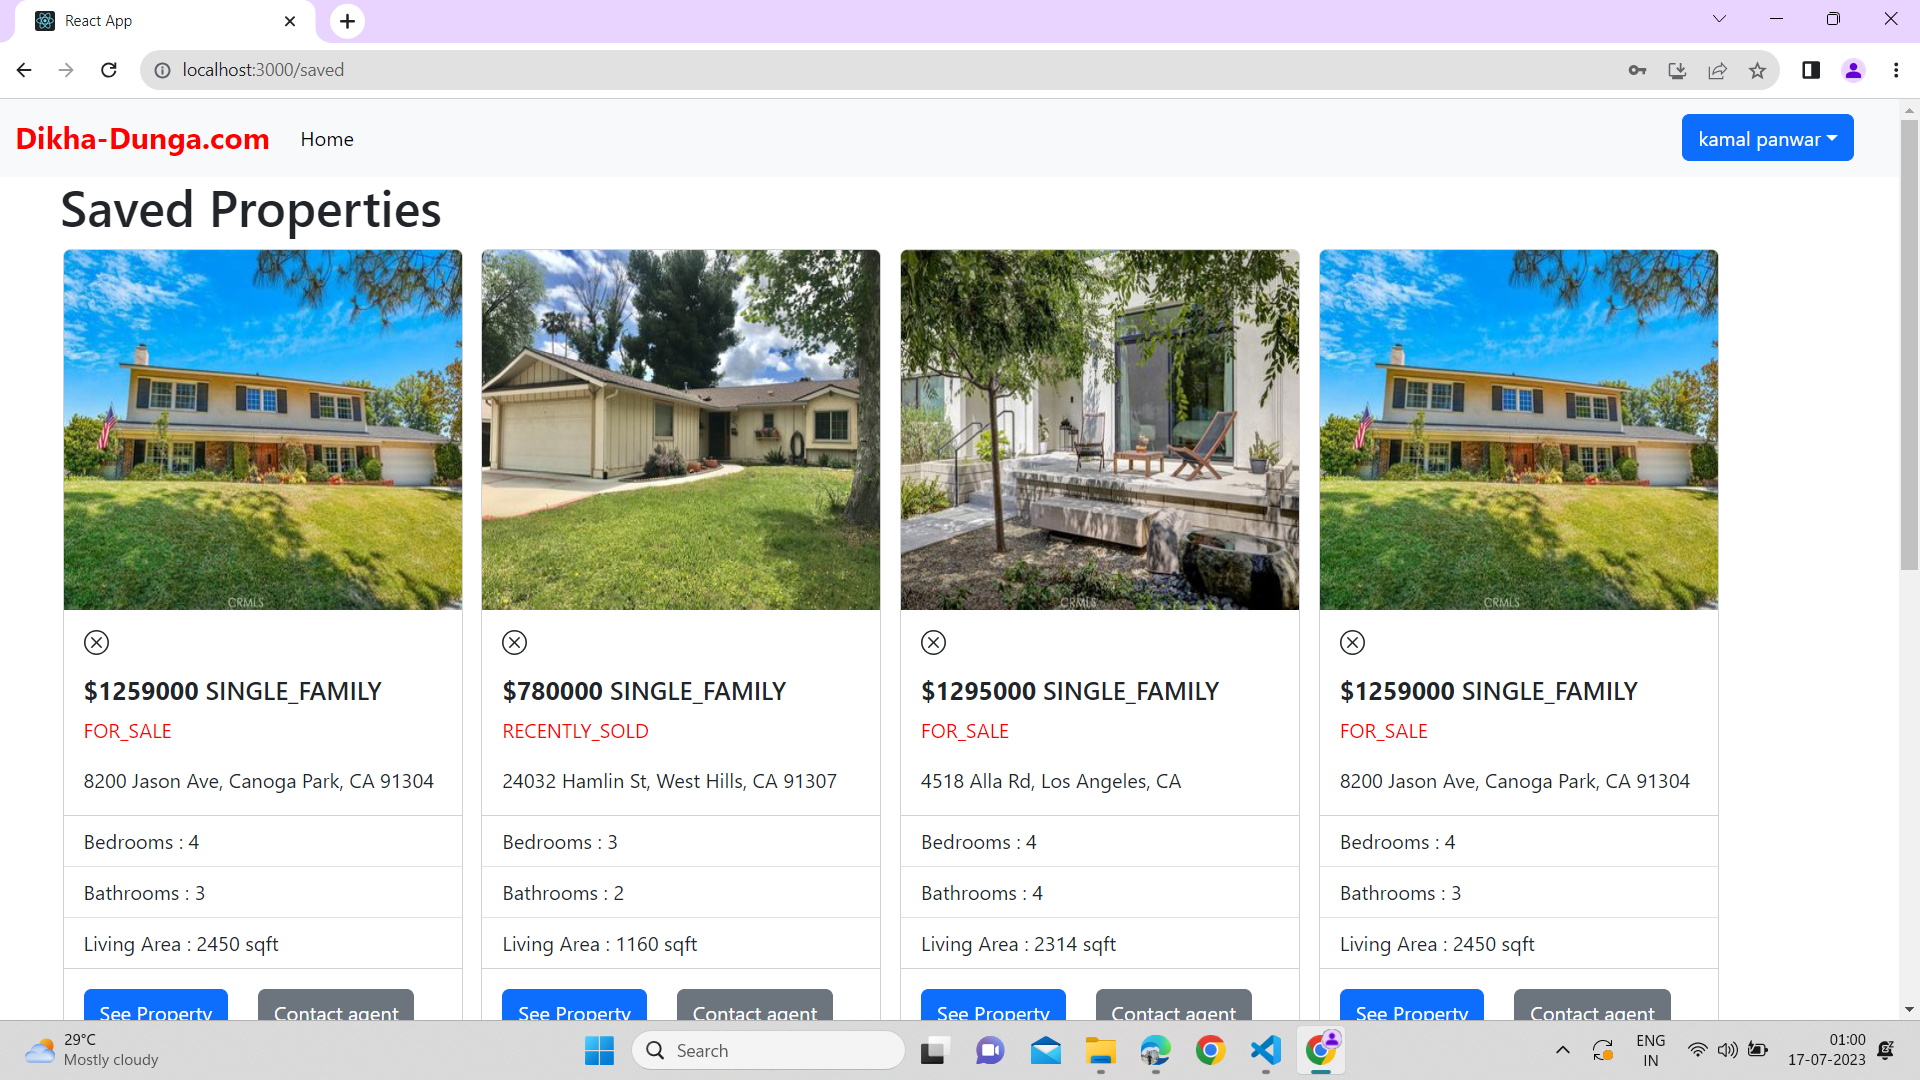 React App
localhost:3000/saved
Dikha-Dunga.com
Home
kamal panwar
Saved Properties
CRMLS
CRMLS
CRMLS
$1259000 SINGLE_FAMILY
FOR_SALE
8200 Jason Ave, Canoga Park, CA 91304
Bedrooms : 4
Bathrooms : 3
Living Area : 2450 sqft
See Property
Contact agent
$780000 SINGLE_FAMILY
RECENTLY_SOLD
24032 Hamlin St, West Hills, CA 91307
Bedrooms : 3
Bathrooms : 2
Living Area : 1160 sqft
See Property
Contact agent
$1295000 SINGLE_FAMILY
FOR_SALE
4518 Alla Rd, Los Angeles, CA
Bedrooms : 4
Bathrooms : 4
Living Area : 2314 sqft
See Property
Contact agent
$1259000 SINGLE_FAMILY
FOR_SALE
8200 Jason Ave, Canoga Park, CA 91304
Bedrooms : 4
Bathrooms : 3
Living Area : 2450 sqft
See Property
Contact agent
29°C
Mostly cloudy
Search
ENG
IN
01:00
17-07-2023